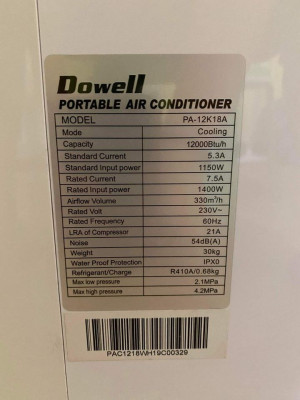 Dowell
PORTABLE AIR CONDITIONER
MODEL PA-12K18A
Mode Cooling
Capacity 12000Btu/h
Standard Current 5.3A
Standard Input power 1150W
Rated Current 7.5A
Rated Input power 1400W
Airflow Volume 330m³/h
Rated Volt 230V~
Rated Frequency 60Hz
LRA of Compressor 21A
Noise 54dB(A)
Weight 30kg
Water Proof Protection IPX0
Refrigerant/Charge R410A/0.68kg
Max low pressure 2.1MPa
Max high pressure 4.2MPa
PAC1218WH19C00329